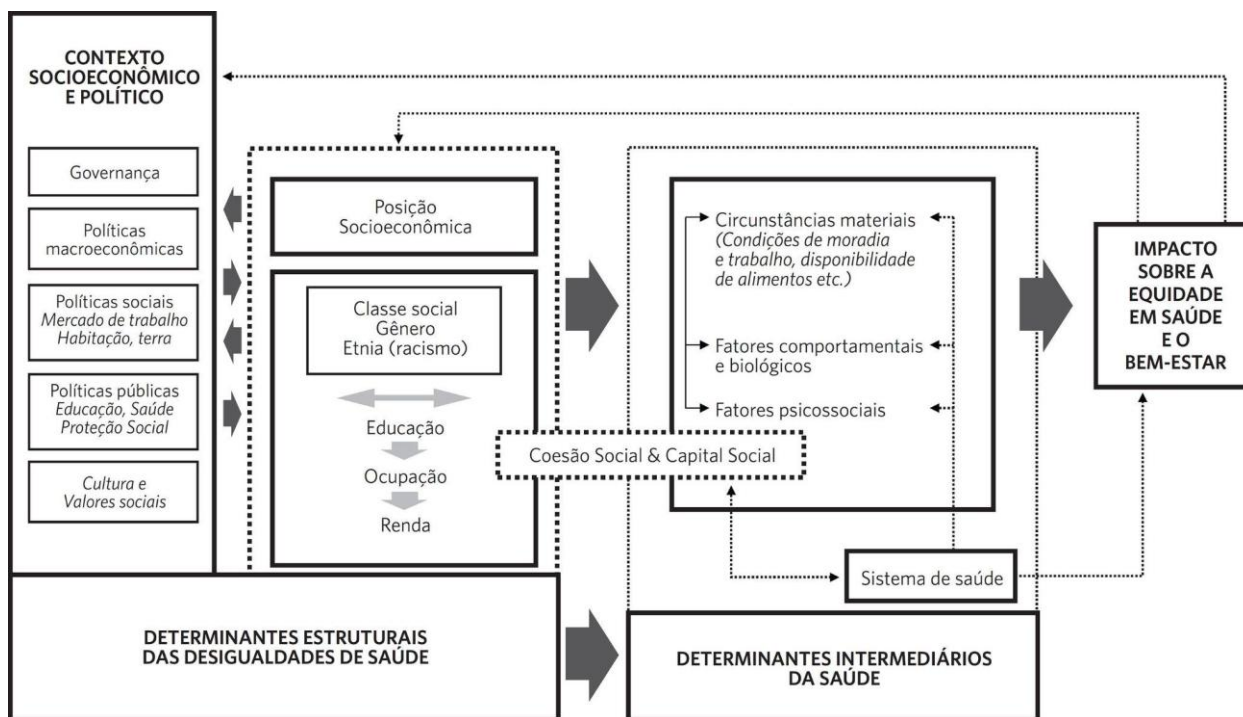 CONTEXTO
SOCIOECONÔMICO
E POLÍTICO
Governança
Políticas
macroeconômicas
Políticas sociais
Mercado de trabalho
Habitação, terra
Políticas públicas
Educação, Saúde
Proteção Social
Cultura e
Valores sociais
Posição
Socioeconômica
Classe social
Gênero
Etnia (racismo)
Educação
Ocupação
Renda
Coesão Social & Capital Social
Circunstâncias materiais
(Condições de moradia
e trabalho, disponibilidade
de alimentos etc.)
Fatores comportamentais
e biológicos
Fatores psicossociais
Sistema de saúde
IMPACTO
SOBRE A
EQUIDADE
EM SAÚDE
E O
BEM-ESTAR
DETERMINANTES ESTRUTURAIS
DAS DESIGUALDADES DE SAÚDE
DETERMINANTES INTERMEDIÁRIOS
DA SAÚDE